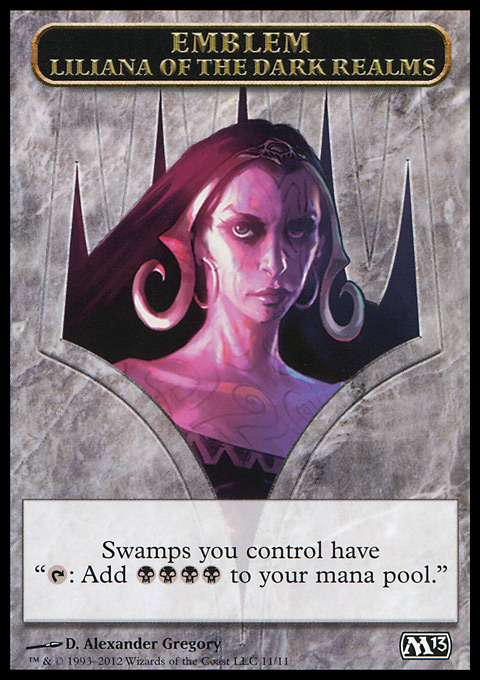 EMBLEM
LILIANA OF THE DARK REALMS
Swamps you control have
“: Add to your mana pool.”
D. Alexander Gregory
™ & © 1993–2012 Wizards of the Coast LLC 11/11
M13